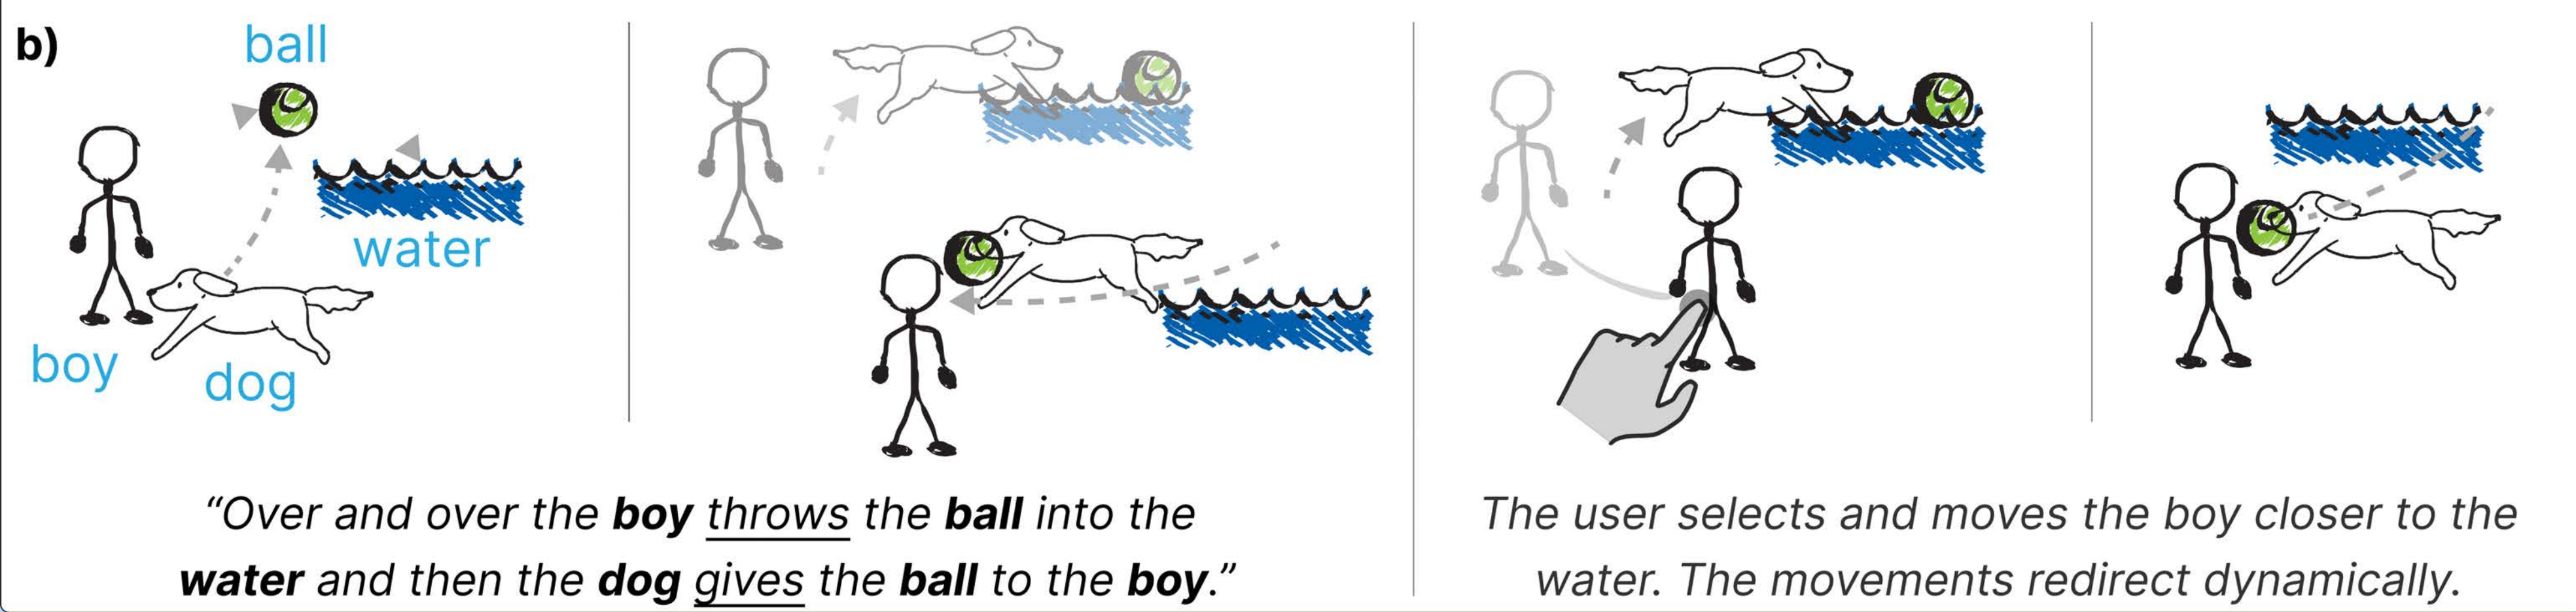 b)
ball
water
boy
dog
“Over and over the boy throws the ball into the
water and then the dog gives the ball to the boy.”
The user selects and moves the boy closer to the
water. The movements redirect dynamically.